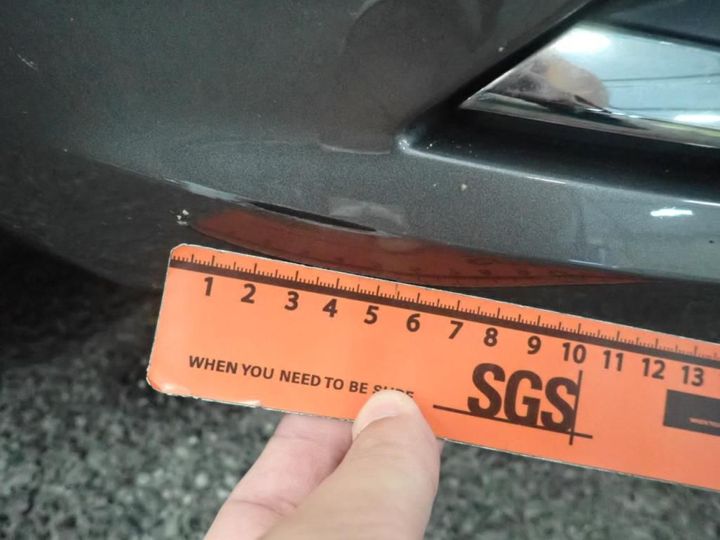 1 2 3 4 5 6 7 8 9 10 11 12 13
WHEN YOU NEED TO BE SURE
SGS